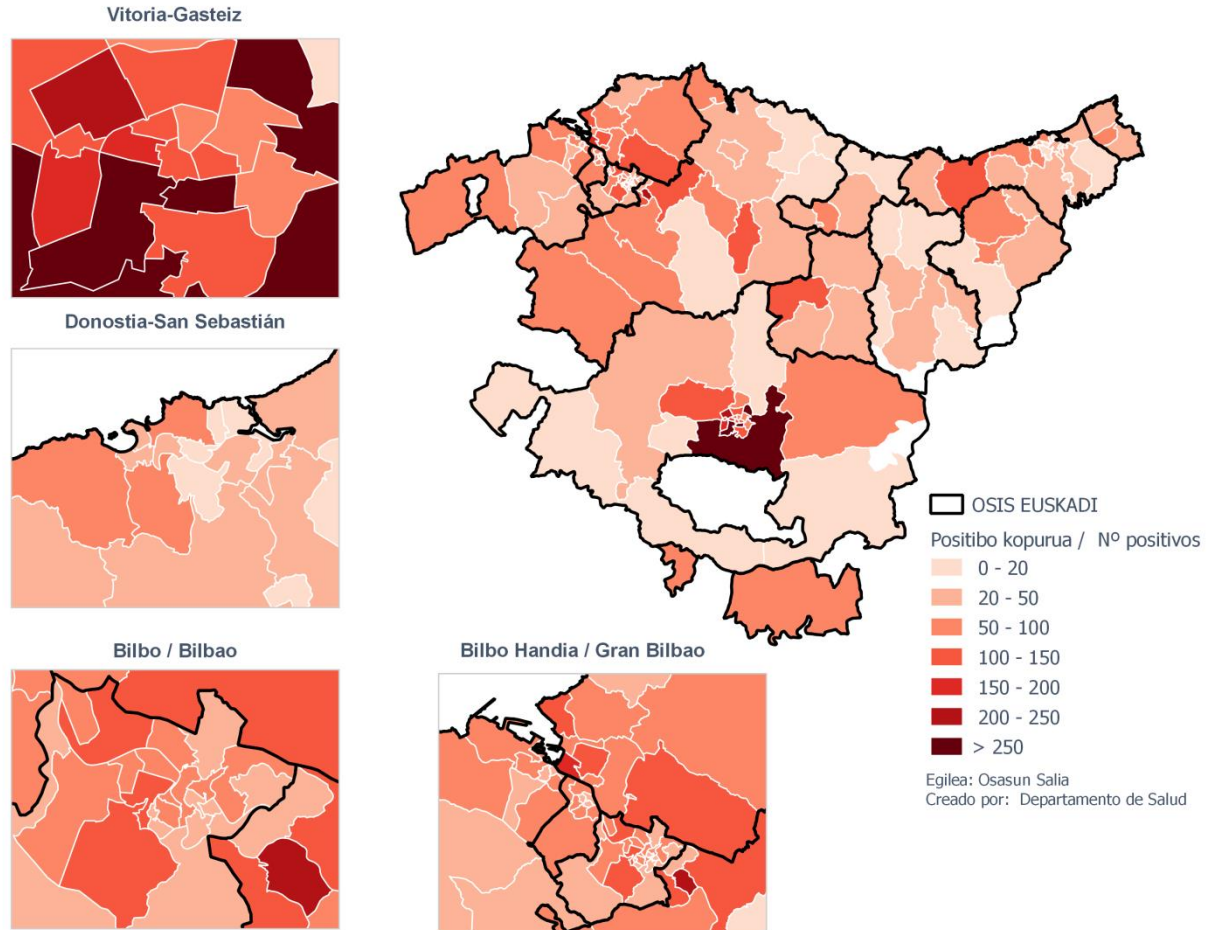 Vitoria-Gasteiz
Donostia-San Sebastián
Bilbo / Bilbao
Bilbo Handia / Gran Bilbao
OSIS EUSKADI
Positibo kopurua / Nº positivos
0 - 20
20 - 50
50 - 100
100 - 150
150 - 200
200 - 250
> 250
Egilea: Osasun Salia
Creado por: Departamento de Salud